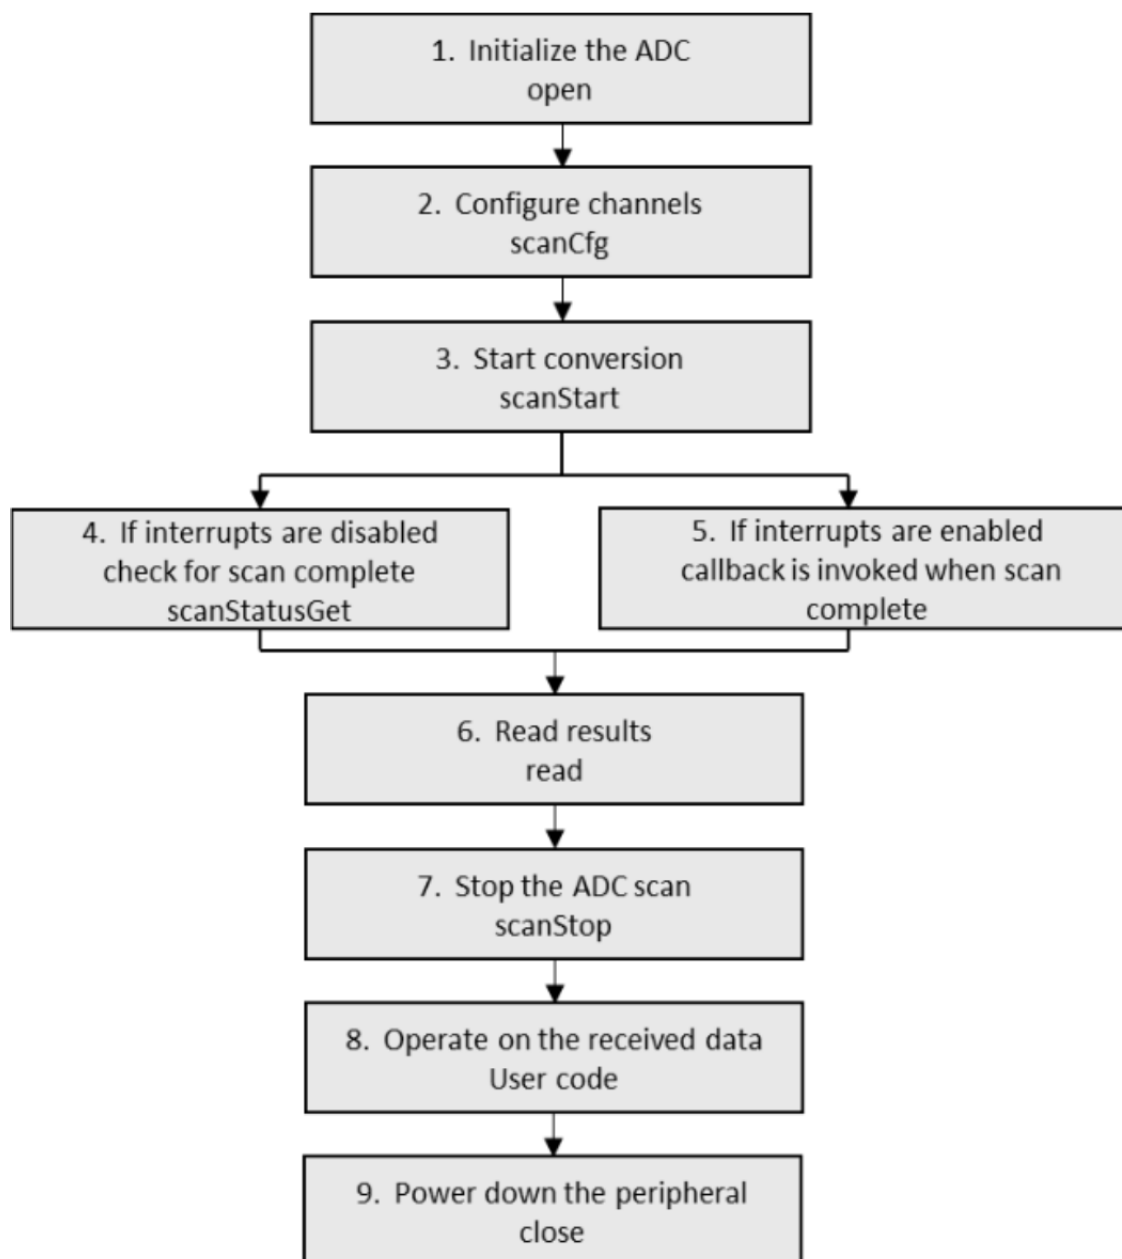 1. Initialize the ADC
open
2. Configure channels
scanCfg
3. Start conversion
scanStart
4. If interrupts are disabled
check for scan complete
scanStatusGet
5. If interrupts are enabled
callback is invoked when scan
complete
6. Read results
read
7. Stop the ADC scan
scanStop
8. Operate on the received data
User code
9. Power down the peripheral
close